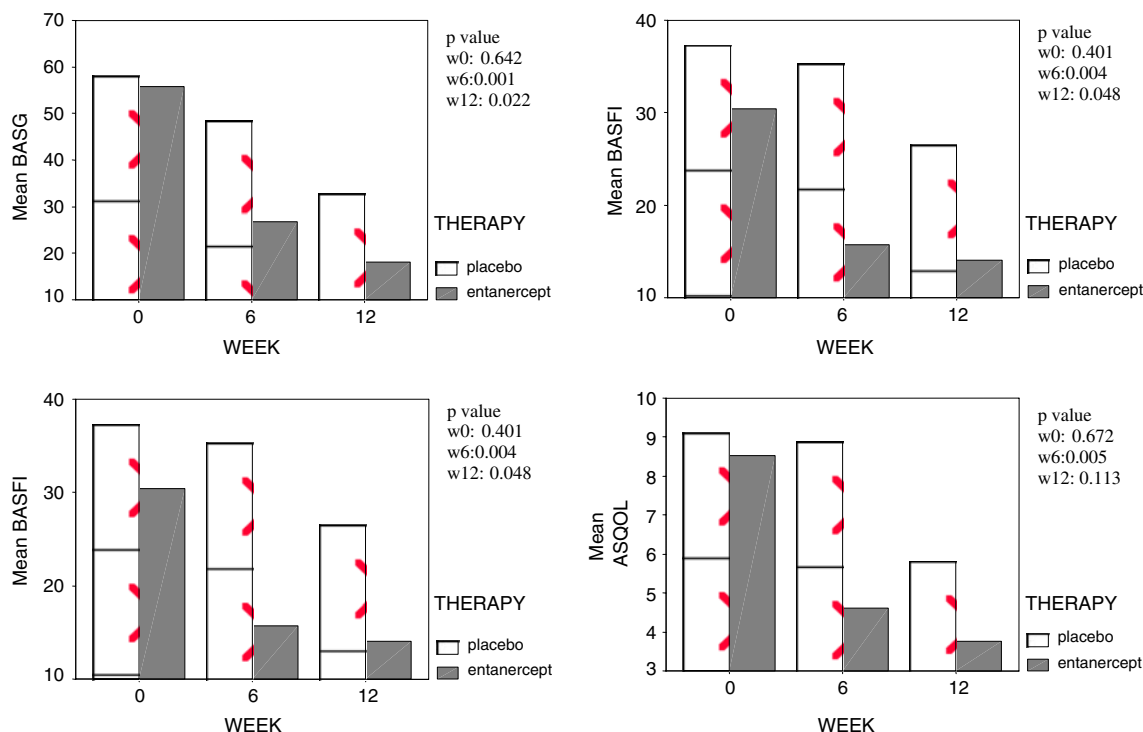 70
60
50
40
30
20
10
Mean BASG
0
6
12
WEEK
p value
w0: 0.642
w6:0.001
w12: 0.022
THERAPY
placebo
entanercept
40
30
20
10
Mean BASFI
0
6
12
WEEK
p value
w0: 0.401
w6:0.004
w12: 0.048
THERAPY
placebo
entanercept
40
30
20
10
Mean BASFI
0
6
12
WEEK
p value
w0: 0.401
w6:0.004
w12: 0.048
THERAPY
placebo
entanercept
10
9
8
7
6
5
4
3
Mean
ASQOL
0
6
12
WEEK
p value
w0: 0.672
w6:0.005
w12: 0.113
THERAPY
placebo
entanercept